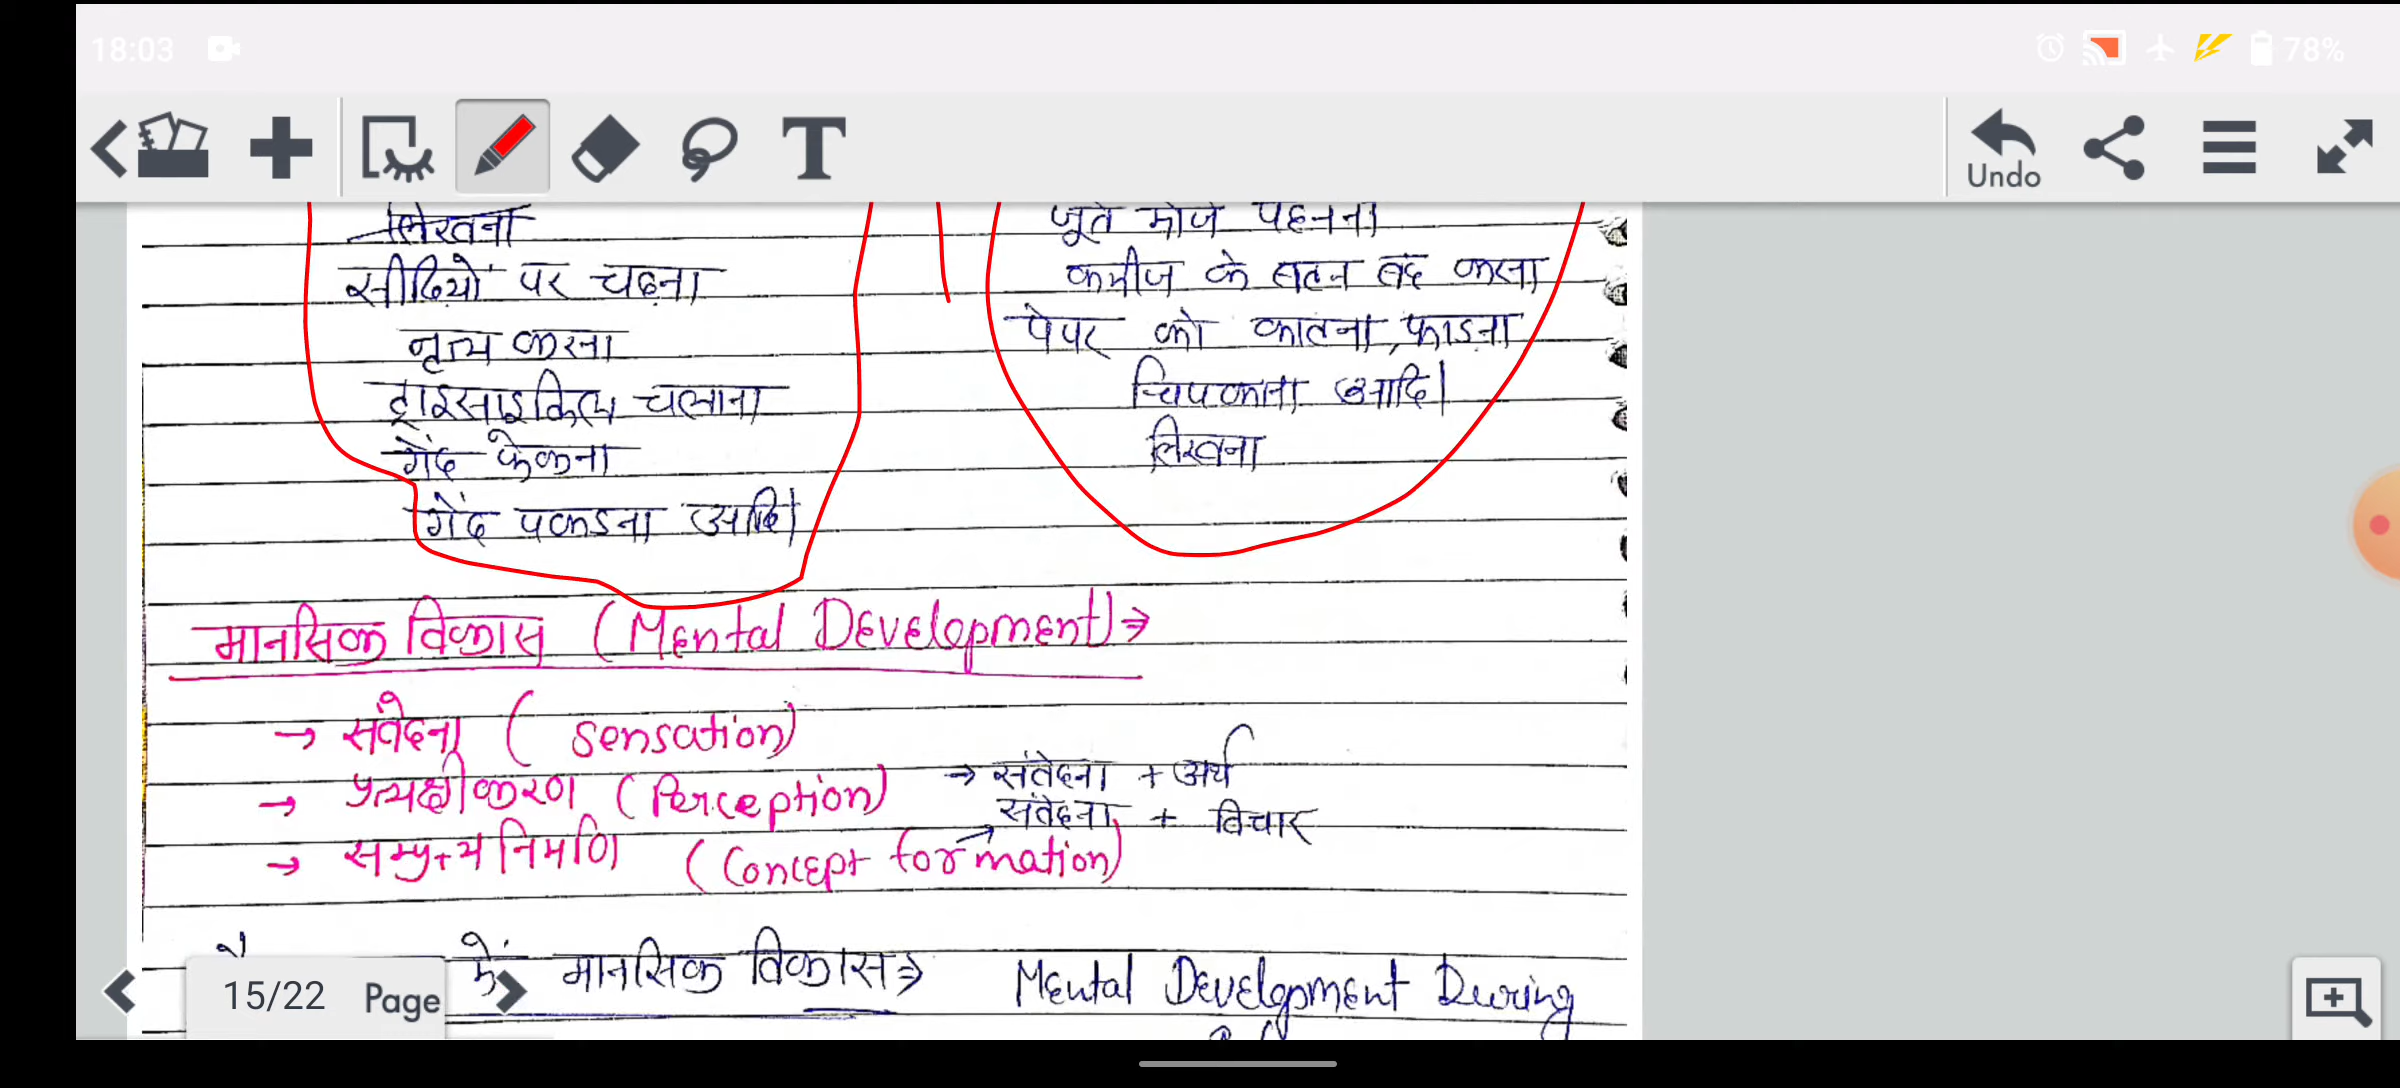 18:03
78%
Undo
लिखना
सीढियों पर चढ़ना
नृत्य करना
ट्राइसाइकिल चलाना
गेंद फेकना
गेंद पकडना आदि।
जूते मोजे पहनना
कमीज के बटन बंद करना
पेपर को काटना, फाडना
चिपकाना आदि।
लिखना
मानसिक विकास (Mental Development)⇒
→ संवेदना (Sensation)
→ प्रत्यक्षीकरण (Perception) → संवेदना + अर्थ
→ संवेदना + विचार
→ सम्प्रत्य निर्माण (Concept formation)
में मानसिक विकास⇒ Mental Development During
15/22 Page